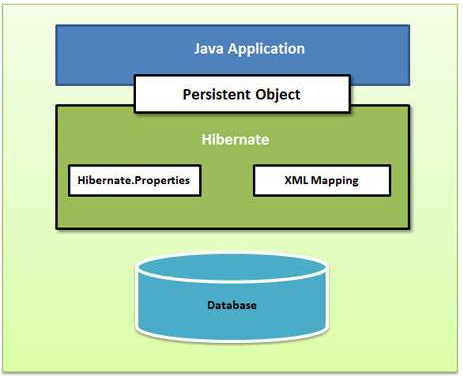 Java Application
Persistent Object
Hibernate
Hibernate.Properties
XML Mapping
Database